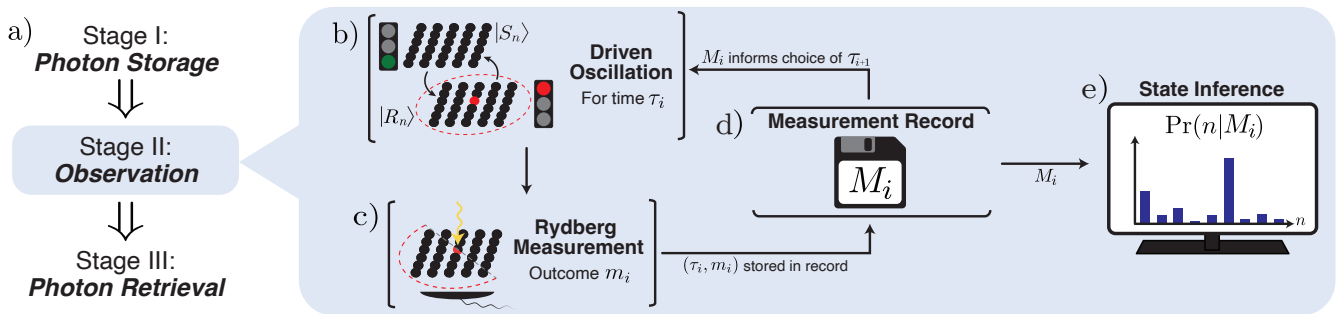 a)
Stage I:
Photon Storage
Stage II:
Observation
Stage III:
Photon Retrieval
b)
|S_n⟩
|R_n⟩
Driven
Oscillation
For time τ_i
c)
Rydberg
Measurement
Outcome m_i
M_i informs choice of τ_{i+1}
d)
Measurement Record
M_i
(τ_i, m_i) stored in record
M_i
e)
State Inference
Pr(n|M_i)
n